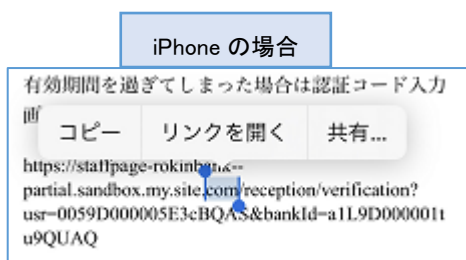 iPhone の場合
有効期間を過ぎてしまった場合は認証コード入力
コピー リンクを開く 共有...
https://staffpage-rokinbank--
partial.sandbox.my.site.com/reception/verification?
usr=0059D000005E3cBQAS&bankId=a1L9D000001t
u9QUAQ